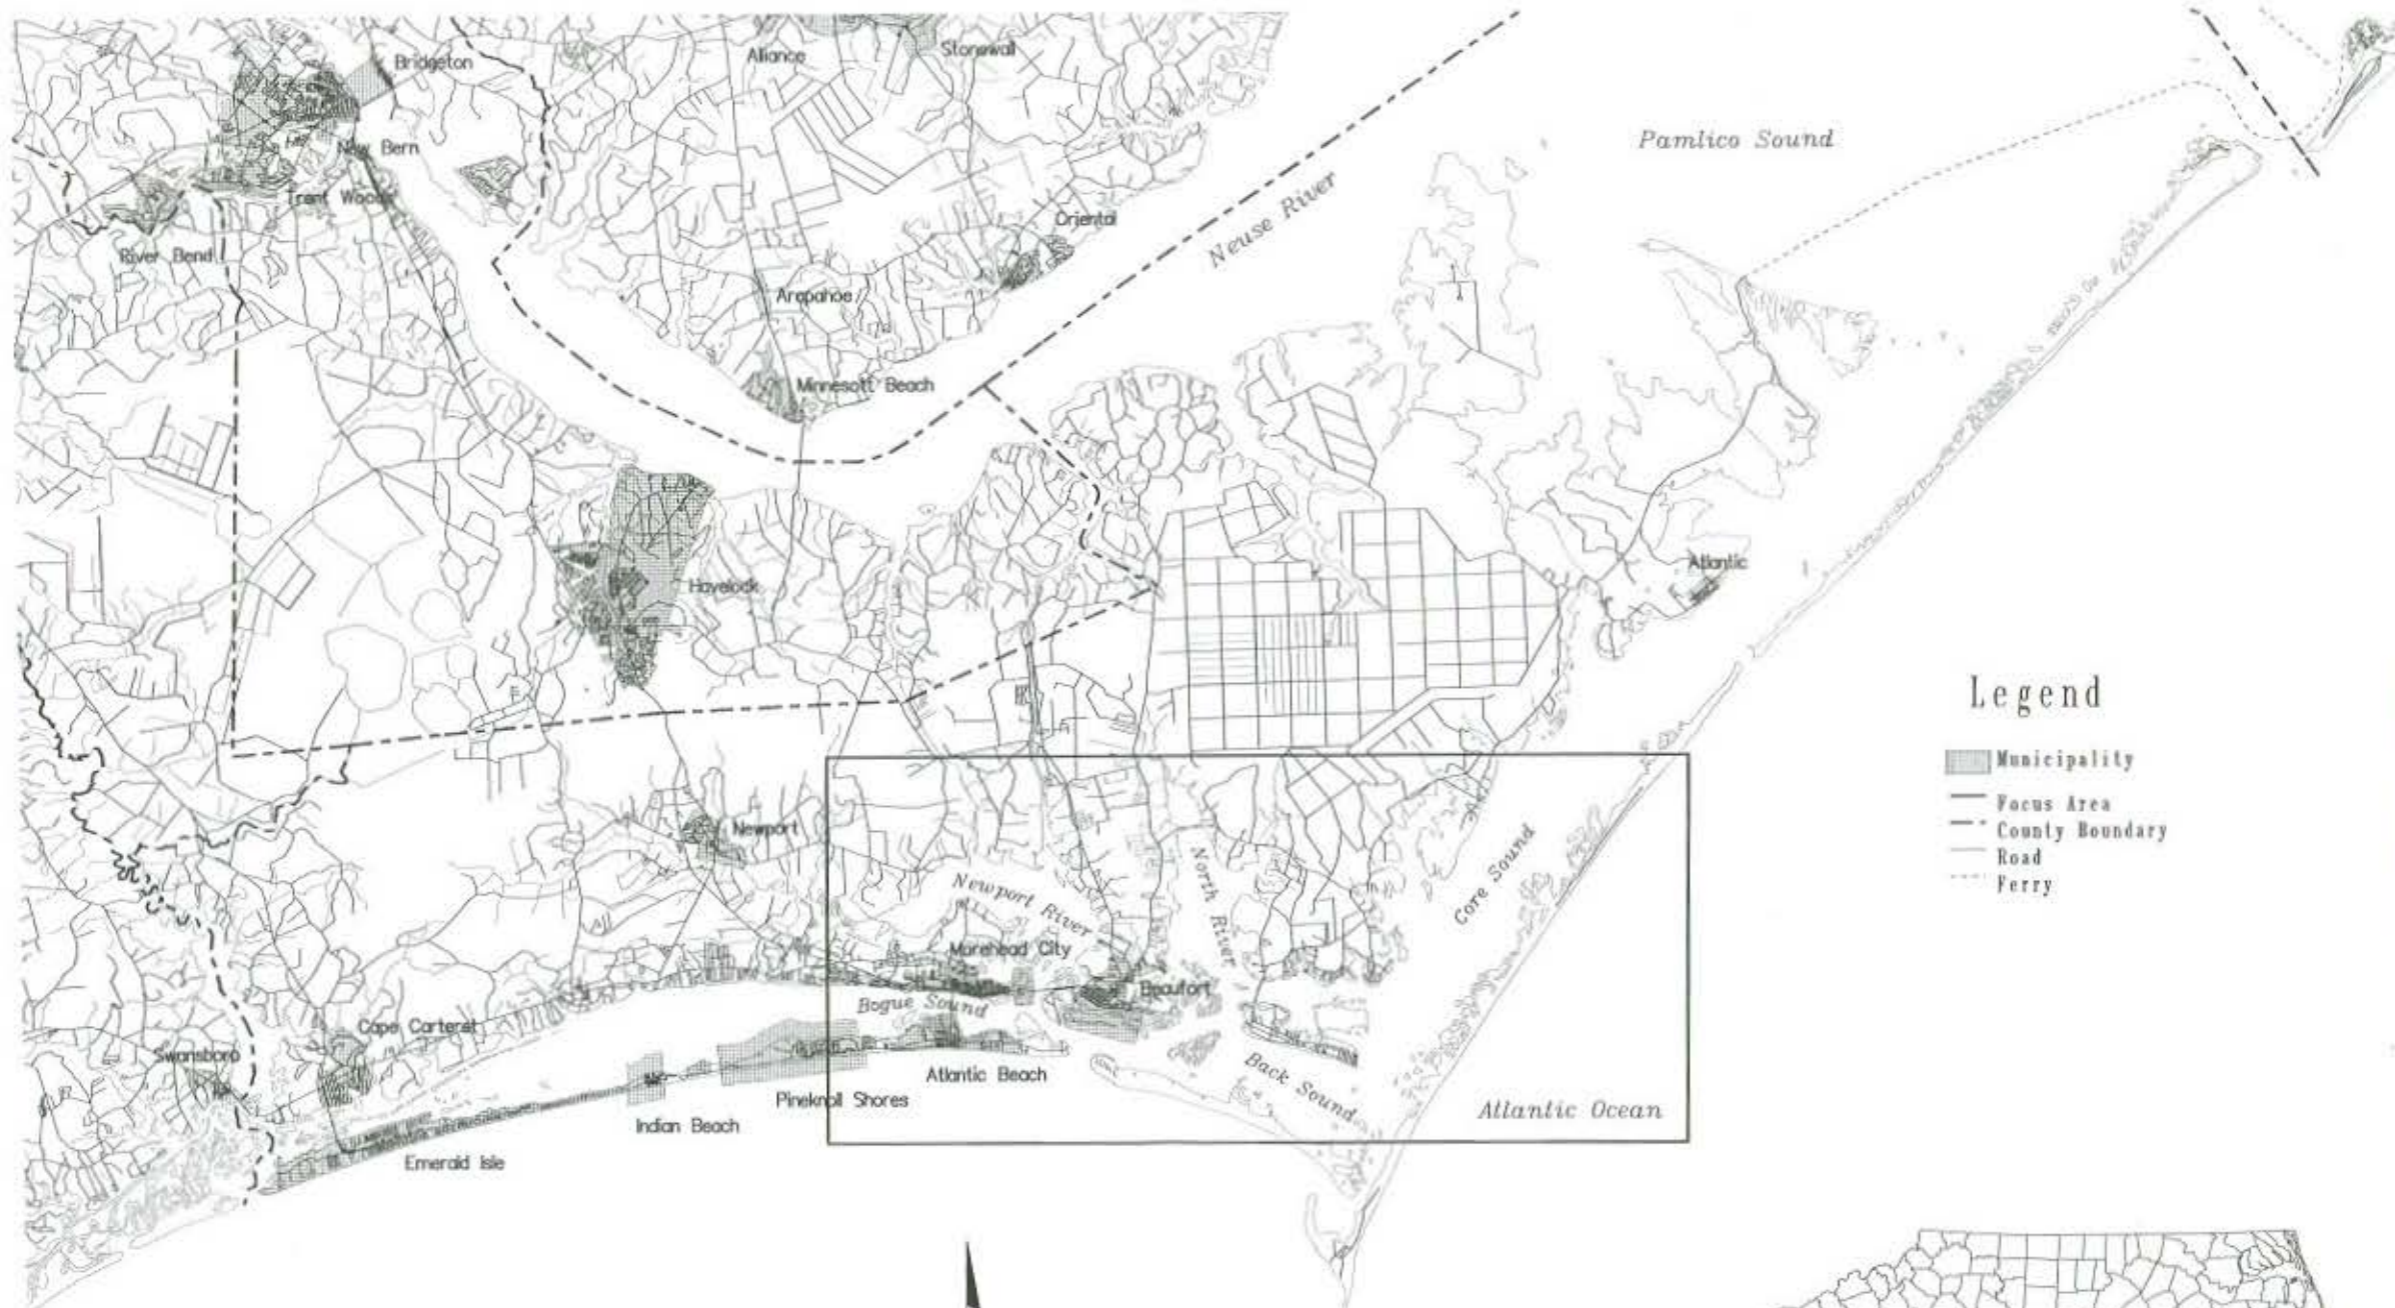 Bridgeton
Alliance
Stonewall
New Bern
Pamlico Sound
Trent Woods
Oriental
Neuse River
River Bend
Arapahoe
Minnesott Beach
Havelock
Atlantic
Legend
Municipality
Focus Area
County Boundary
Road
Ferry
Newport
Core Sound
North River
Newport River
Morehead City
Beaufort
Bogue Sound
Cape Carteret
Swansboro
Back Sound
Atlantic Beach
Pineknoll Shores
Atlantic Ocean
Indian Beach
Emerald Isle